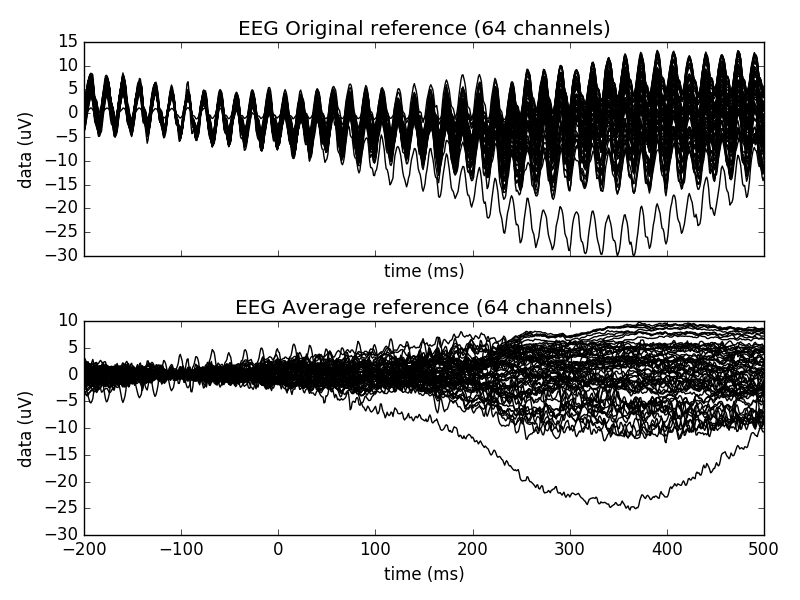 EEG Original reference (64 channels)
15
10
5
0
−5
−10
−15
−20
−25
−30
data (uV)
time (ms)
EEG Average reference (64 channels)
10
5
0
−5
−10
−15
−20
−25
−30
data (uV)
−200 −100 0 100 200 300 400 500
time (ms)